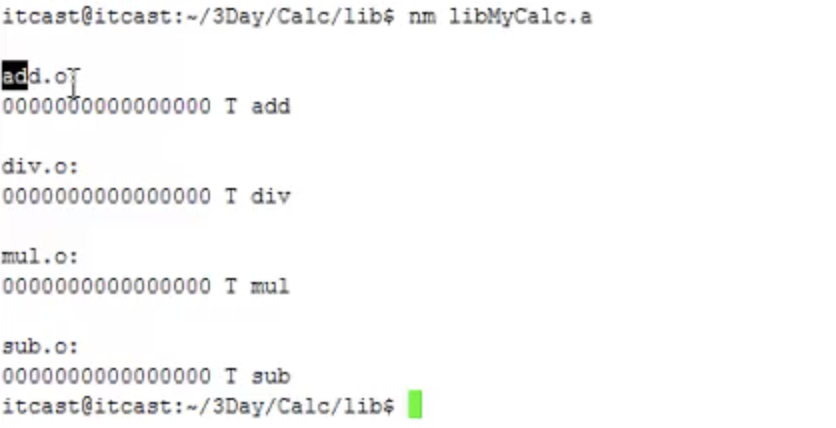 itcast@itcast:~/3Day/Calc/lib$ nm libMyCalc.a
add.o:
0000000000000000 T add
div.o:
0000000000000000 T div
mul.o:
0000000000000000 T mul
sub.o:
0000000000000000 T sub
itcast@itcast:~/3Day/Calc/lib$